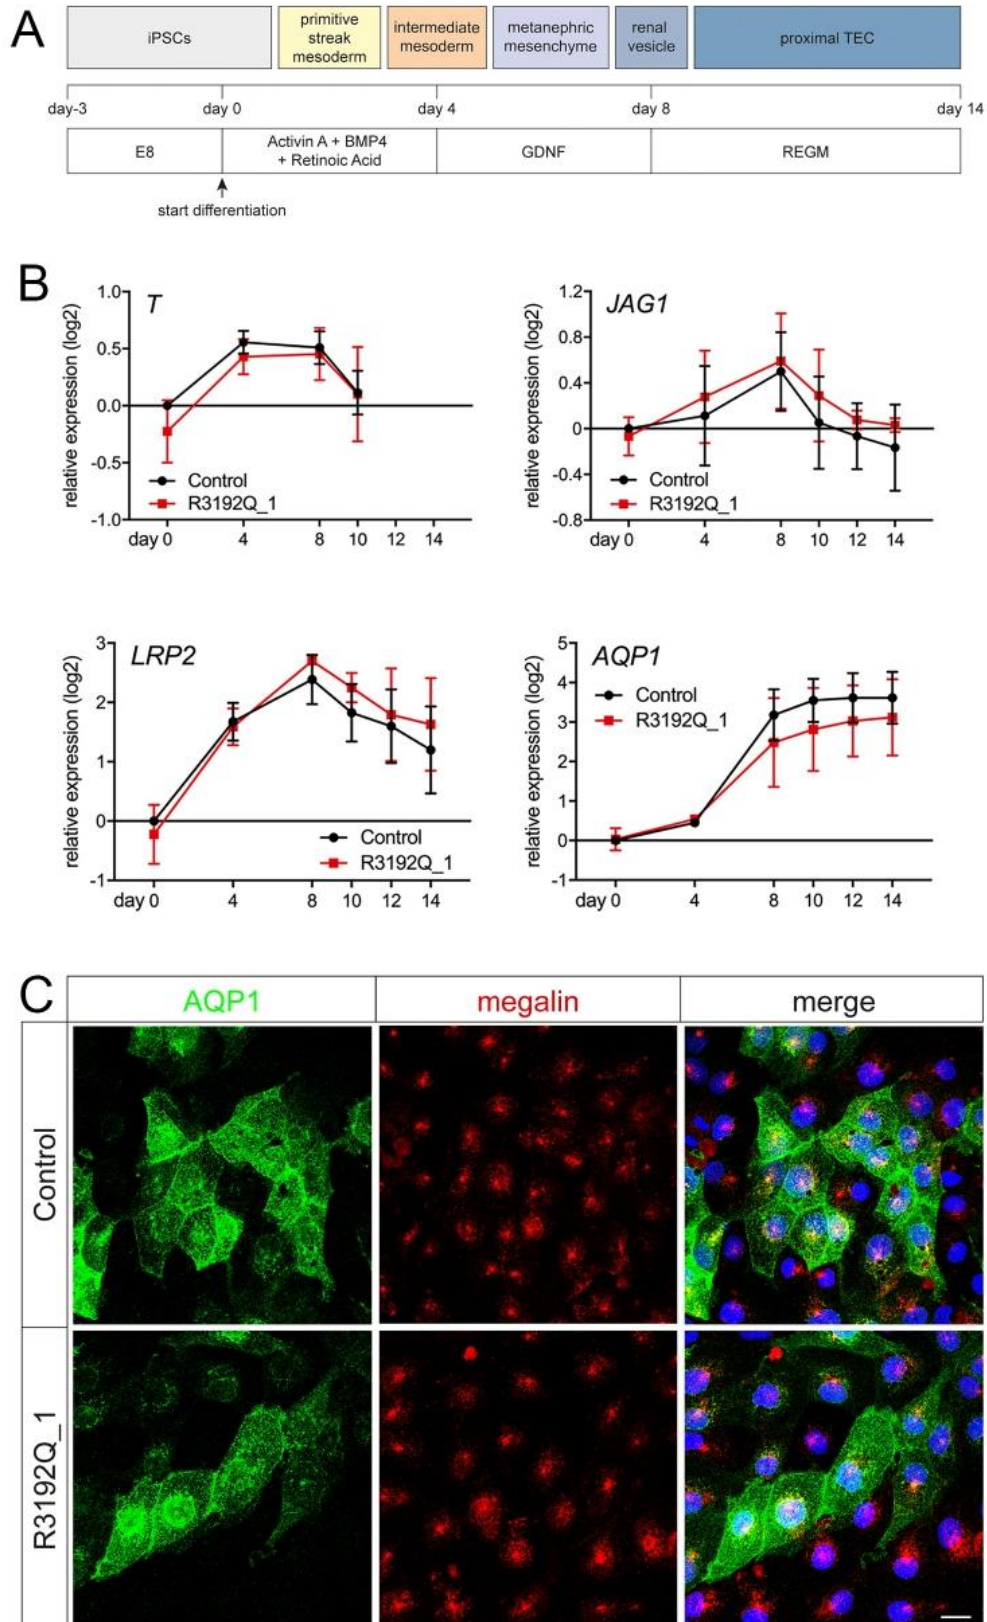 A
iPSCs
primitive
streak
mesoderm
intermediate
mesoderm
metanephric
mesenchyme
renal
vesicle
proximal TEC
day-3
day 0
day 4
day 8
day 14
E8
Activin A + BMP4
+ Retinoic Acid
GDNF
REGM
start differentiation
B
T
relative expression (log2)
1.0
0.5
0.0
-0.5
-1.0
Control
R3192Q_1
day 0 4 8 10 12 14
JAG1
relative expression (log2)
1.2
0.8
0.4
0
-0.4
-0.8
Control
R3192Q_1
day 0 4 8 10 12 14
LRP2
relative expression (log2)
3
2
1
0
-1
Control
R3192Q_1
day 0 4 8 10 12 14
AQP1
relative expression (log2)
5
4
3
2
1
0
-1
Control
R3192Q_1
day 0 4 8 10 12 14
C
AQP1
megalin
merge
Control
R3192Q_1